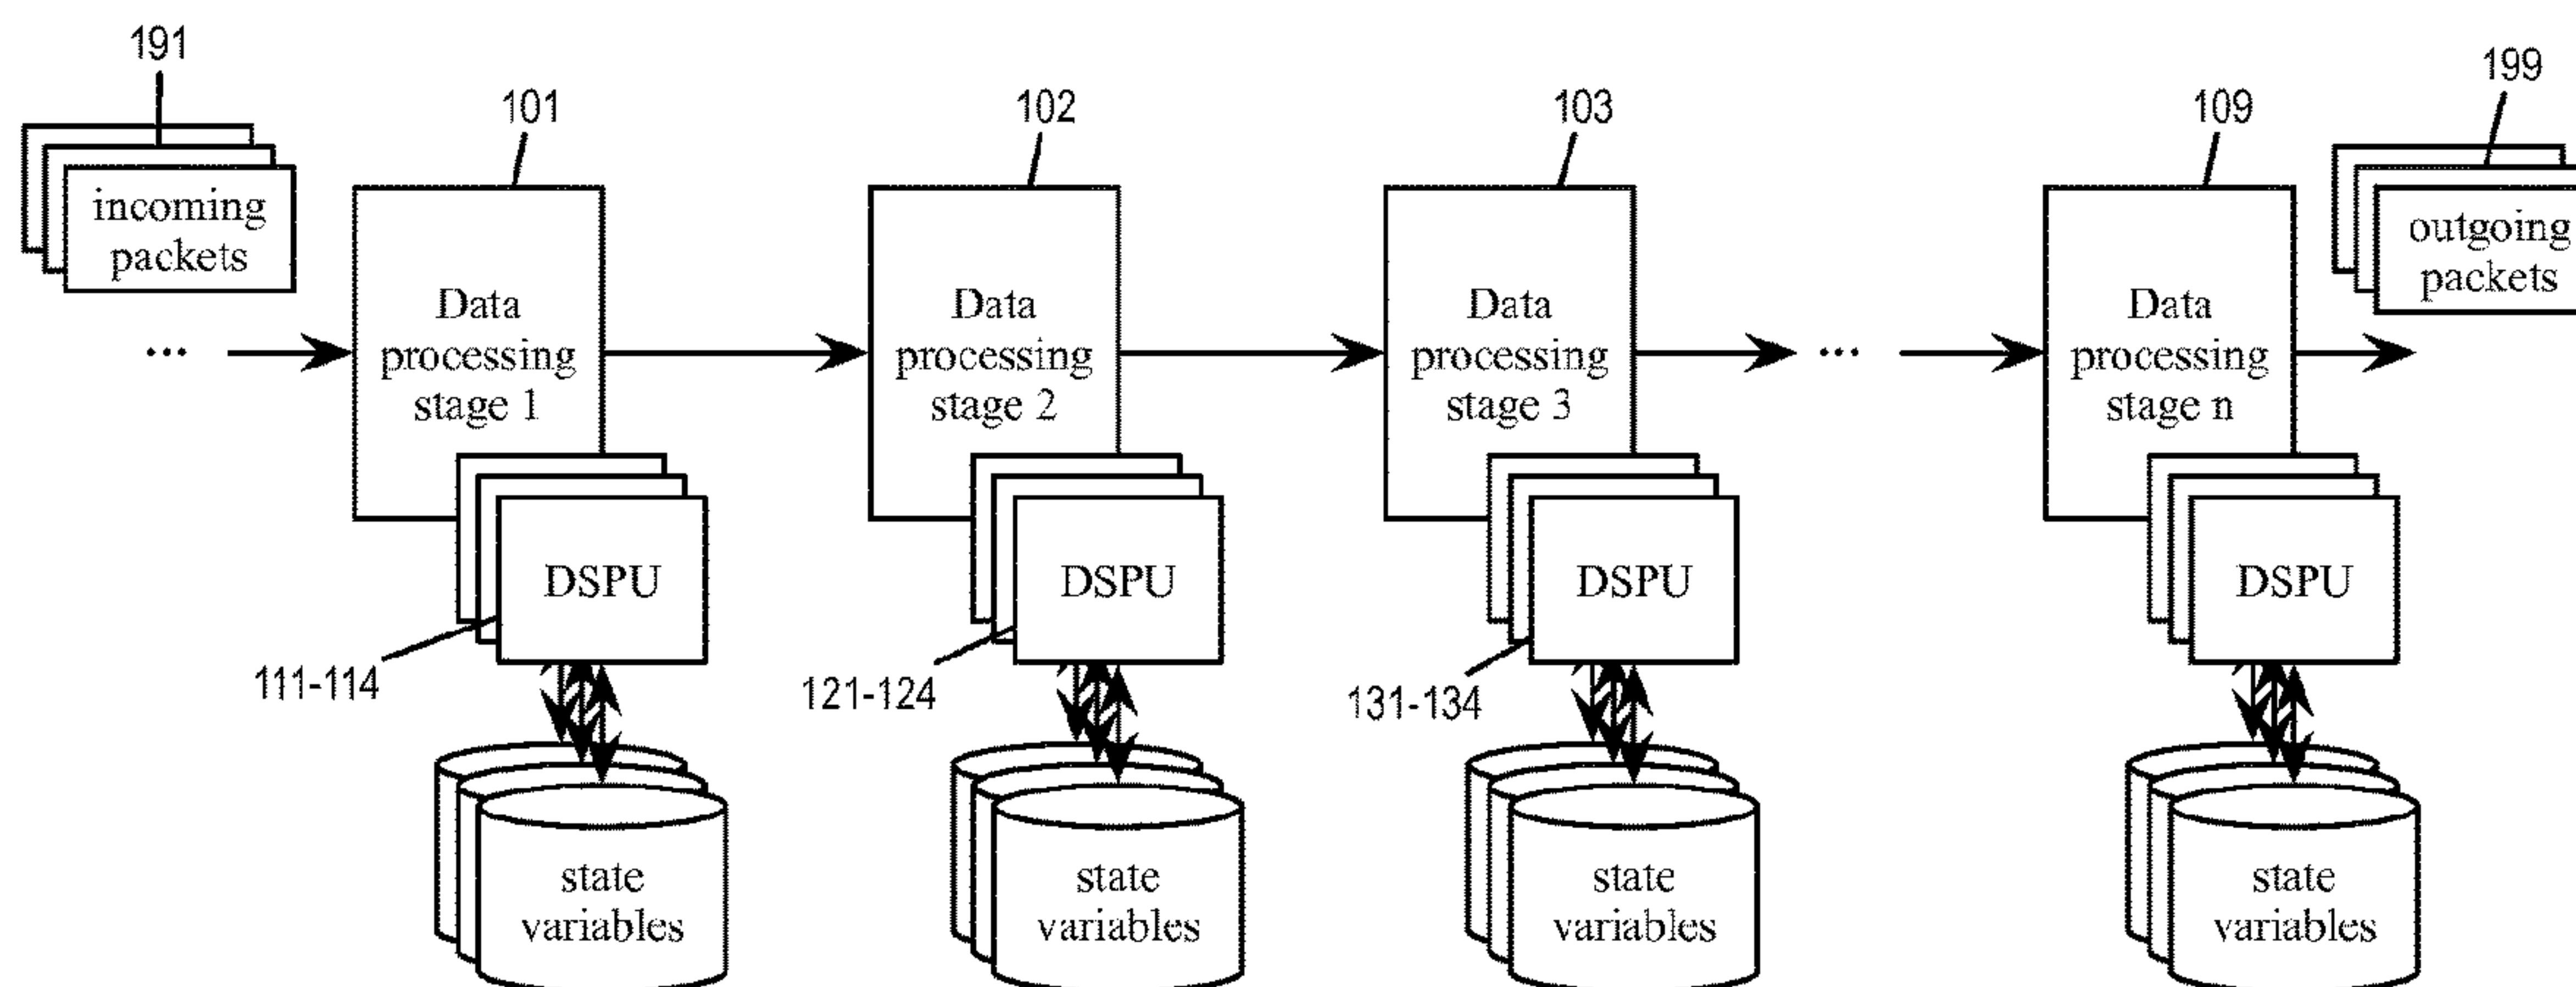 191
101
102
103
109
199
incoming
packets
outgoing
packets
Data
processing
stage 1
Data
processing
stage 2
Data
processing
stage 3
Data
processing
stage n
...
...
DSPU
DSPU
DSPU
DSPU
111-114
121-124
131-134
state
variables
state
variables
state
variables
state
variables